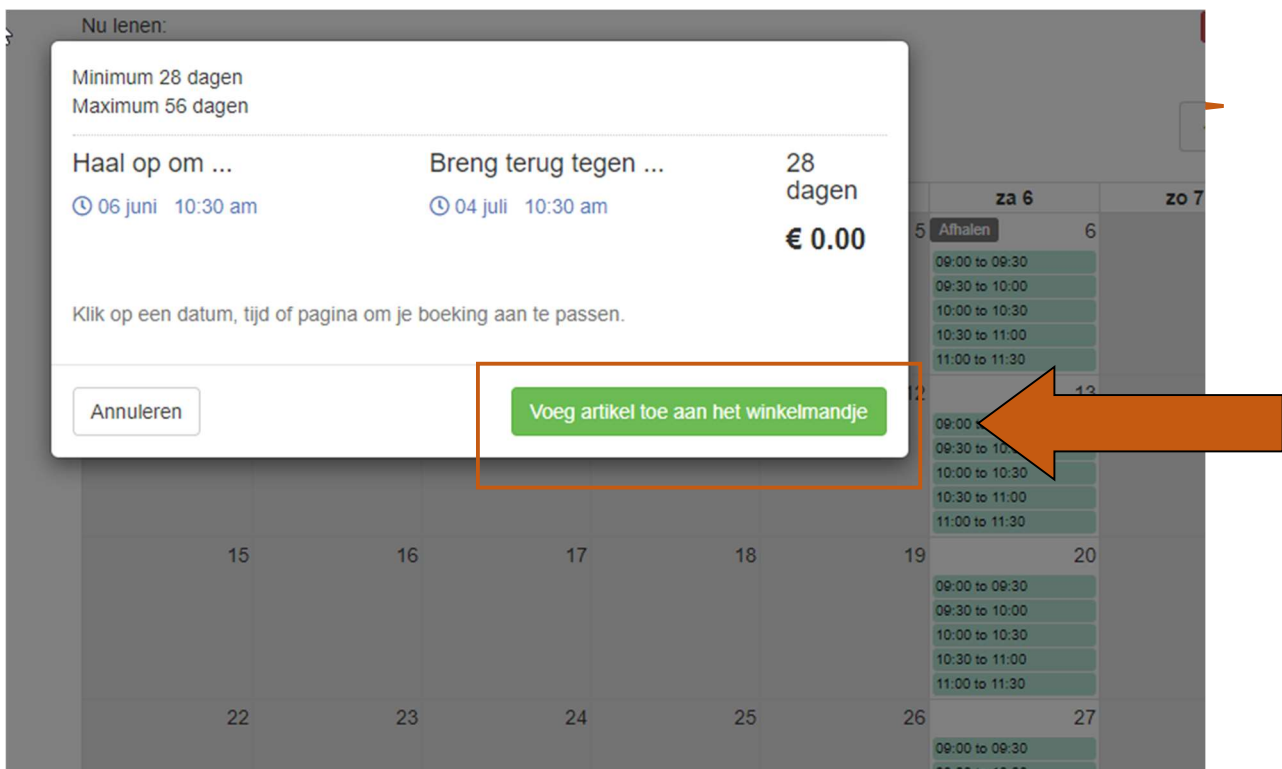 Nu lenen:
Minimum 28 dagen
Maximum 56 dagen
Haal op om ...
06 juni 10:30 am
Breng terug tegen ...
04 juli 10:30 am
28
dagen
€ 0.00
Klik op een datum, tijd of pagina om je boeking aan te passen.
Annuleren
Voeg artikel toe aan het winkelmandje
za 6
zo 7
5
Afhalen
6
09:00 to 09:30
09:30 to 10:00
10:00 to 10:30
10:30 to 11:00
11:00 to 11:30
12
13
09:00
09:30 to
10:00 to 10:30
10:30 to 11:00
11:00 to 11:30
15
16
17
18
19
20
09:00 to 09:30
09:30 to 10:00
10:00 to 10:30
10:30 to 11:00
11:00 to 11:30
22
23
24
25
26
27
09:00 to 09:30